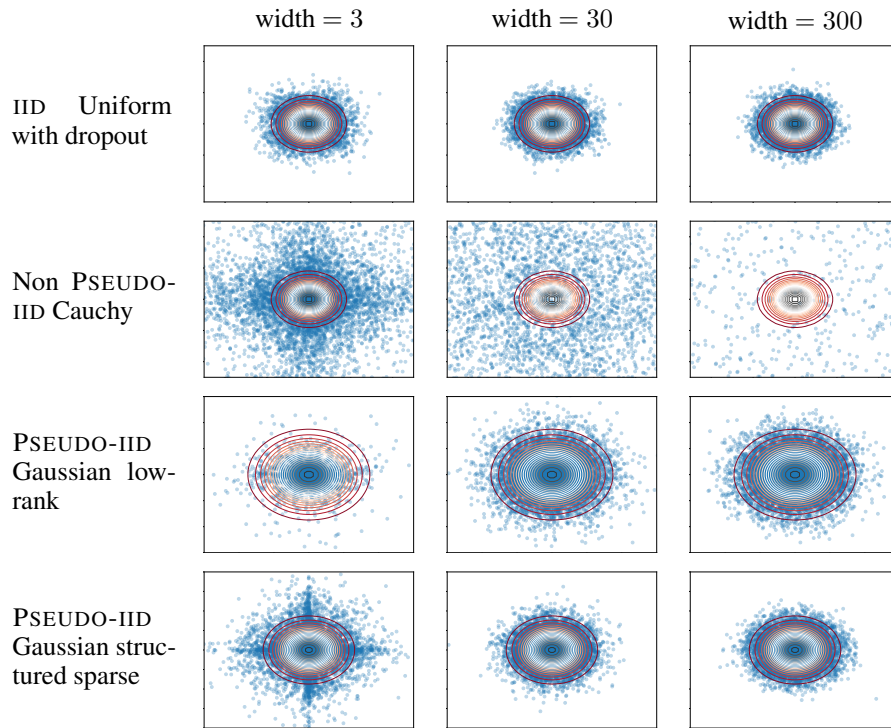 width = 3
width = 30
width = 300
IID Uniform
with dropout
Non PSEUDO-
IID Cauchy
PSEUDO-IID
Gaussian low-
rank
PSEUDO-IID
Gaussian struc-
tured sparse